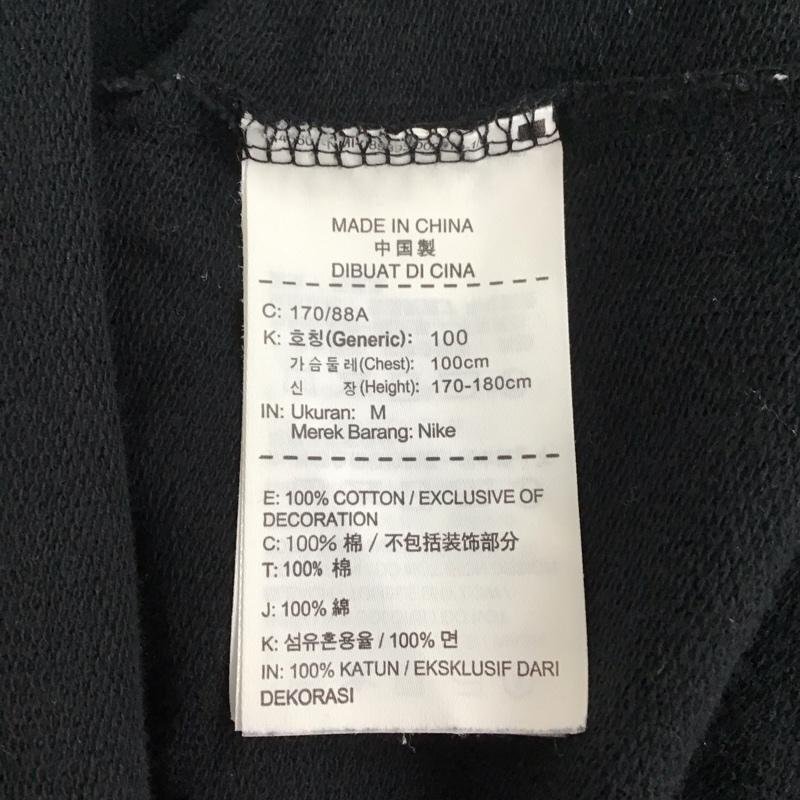 MADE IN CHINA
中国製
DIBUAT DI CINA
C: 170/88A
K: 호칭(Generic): 100
가슴둘레(Chest): 100cm
신 장(Height): 170-180cm
IN: Ukuran: M
Merek Barang: Nike
E: 100% COTTON / EXCLUSIVE OF
DECORATION
C: 100% 棉 / 不包括装饰部分
T: 100% 棉
J: 100% 綿
K: 섬유혼용율 / 100% 면
IN: 100% KATUN / EKSKLUSIF DARI
DEKORASI